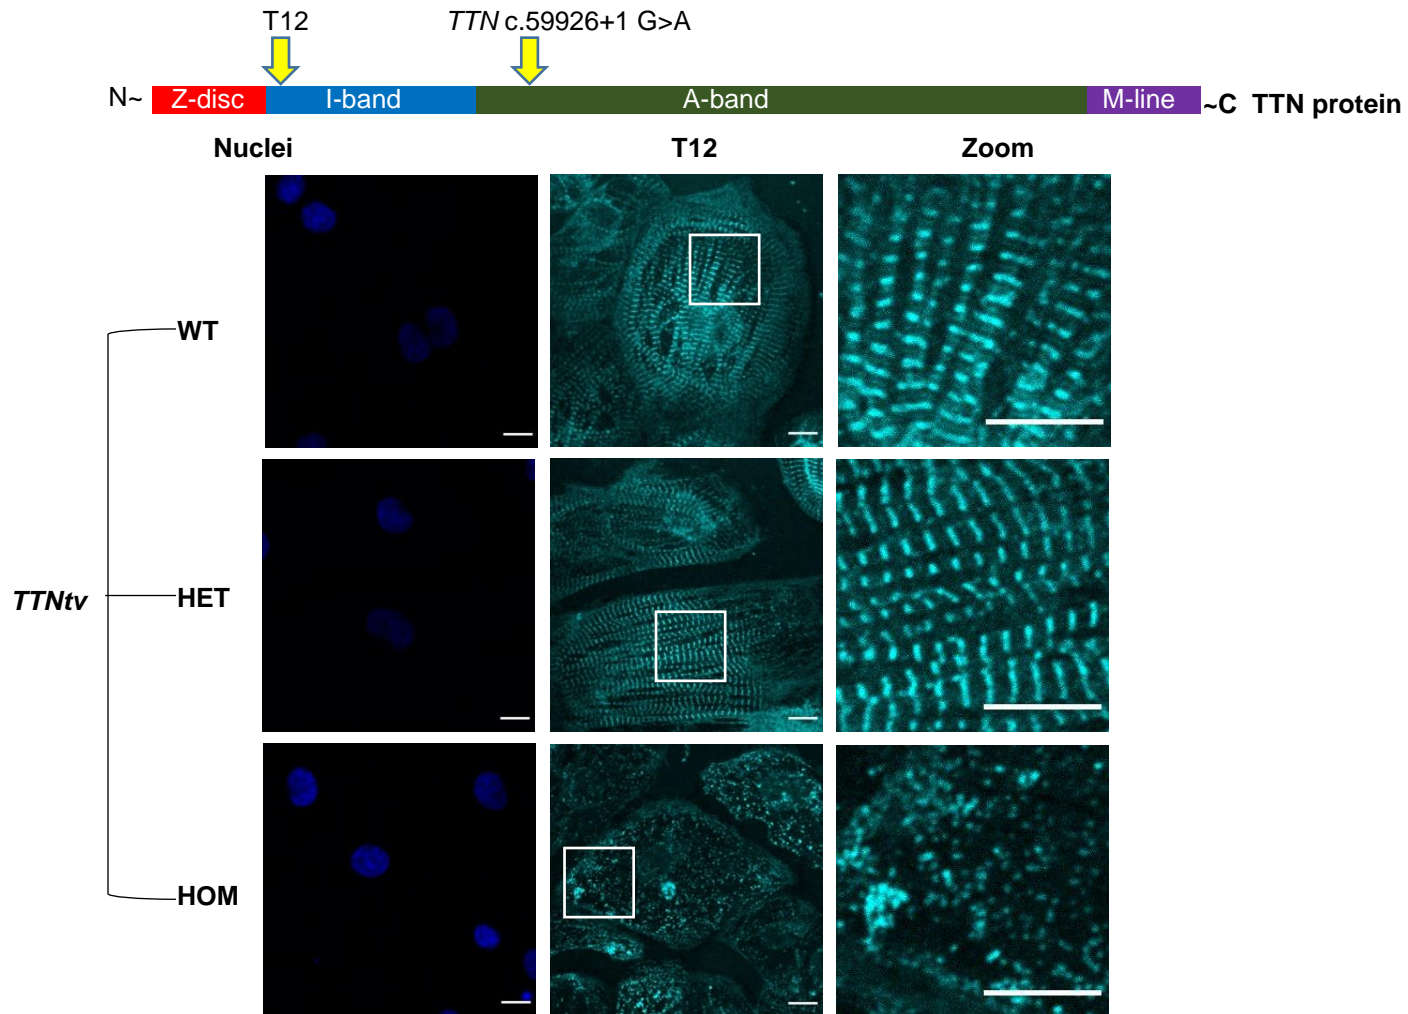 T12
TTN c.59926+1 G>A
N~ Z-disc I-band A-band M-line ~C TTN protein
Nuclei T12 Zoom
WT
TTNtv HET
HOM